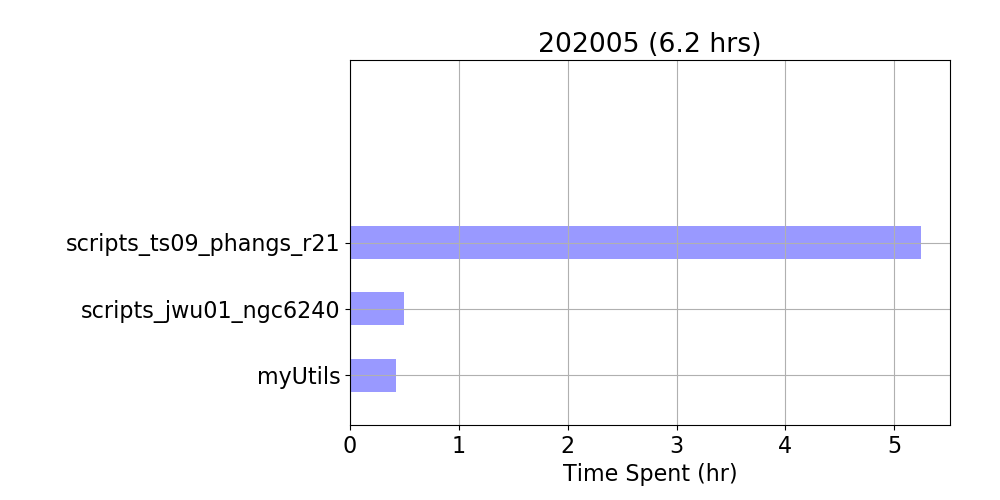 202005 (6.2 hrs)
scripts_ts09_phangs_r21
scripts_jwu01_ngc6240
myUtils
0 1 2 3 4 5
Time Spent (hr)